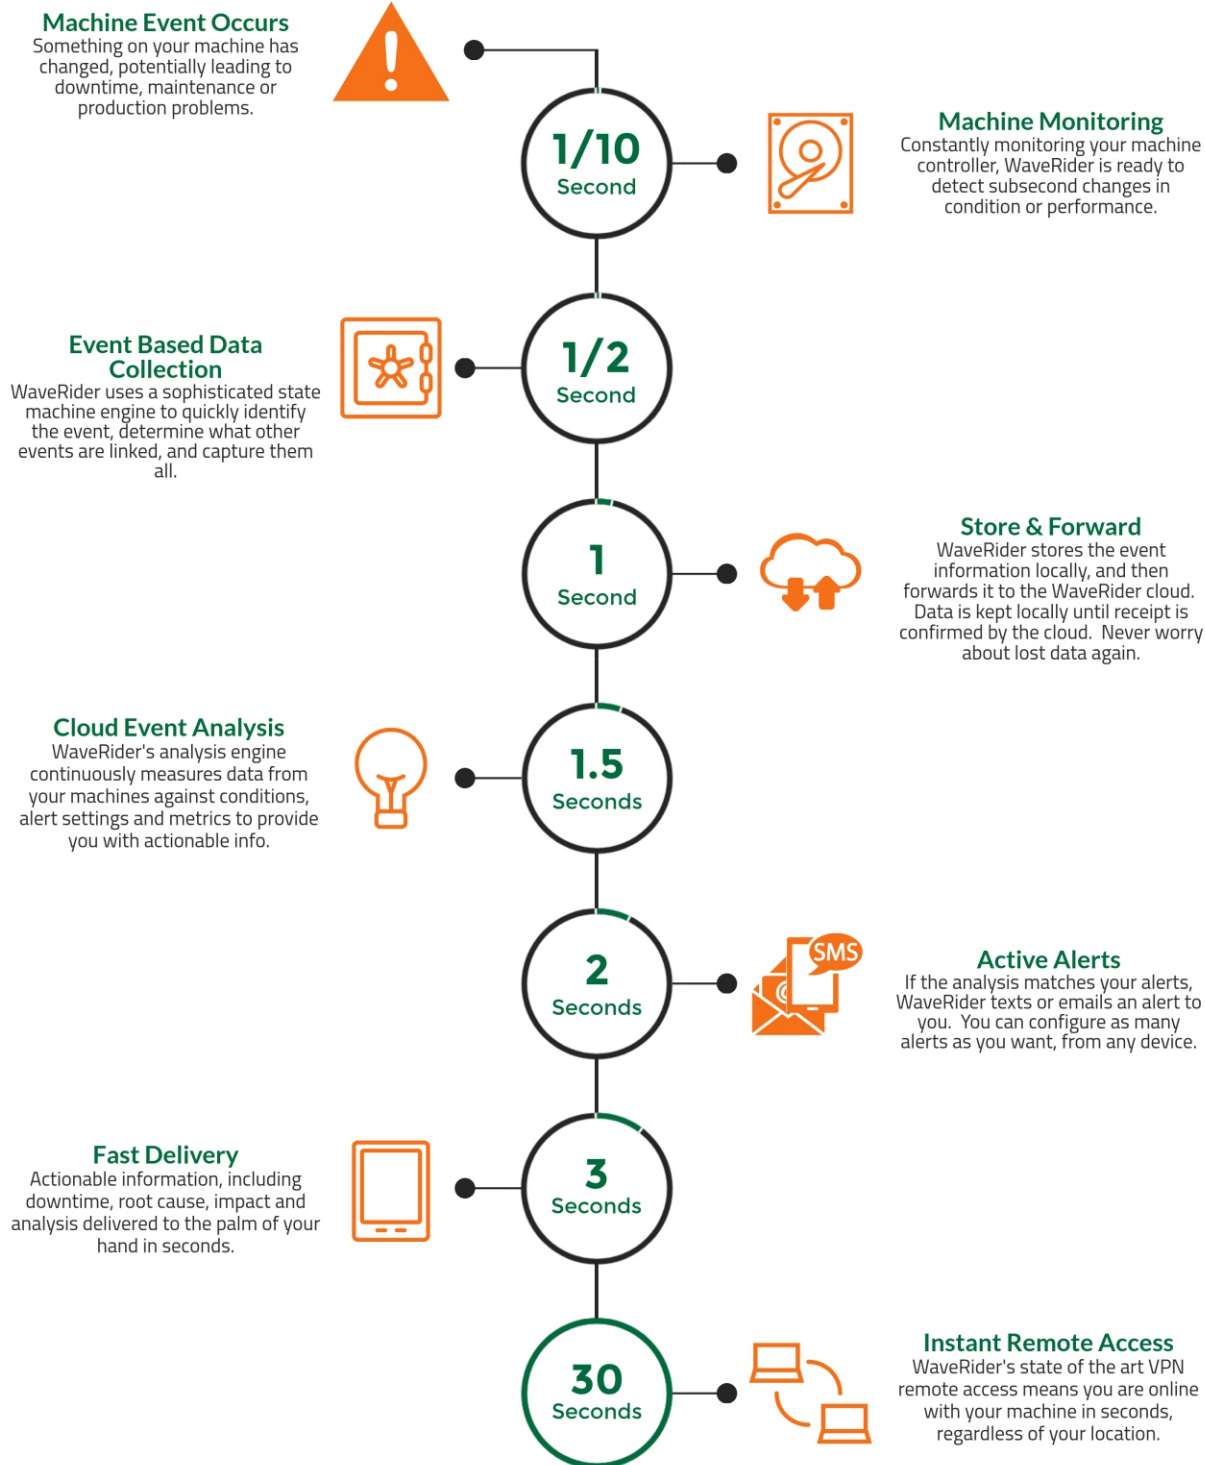 Machine Event Occurs
Something on your machine has
changed, potentially leading to
downtime, maintenance or
production problems.
1/10
Second
Machine Monitoring
Constantly monitoring your machine
controller, WaveRider is ready to
detect subsecond changes in
condition or performance.
Event Based Data
Collection
WaveRider uses a sophisticated state
machine engine to quickly identify
the event, determine what other
events are linked, and capture them
all.
1/2
Second
1
Second
Store & Forward
WaveRider stores the event
information locally, and then
forwards it to the WaveRider cloud.
Data is kept locally until receipt is
confirmed by the cloud.  Never worry
about lost data again.
Cloud Event Analysis
WaveRider's analysis engine
continuously measures data from
your machines against conditions,
alert settings and metrics to provide
you with actionable info.
1.5
Seconds
2
Seconds
SMS
@
Active Alerts
If the analysis matches your alerts,
WaveRider texts or emails an alert to
you.  You can configure as many
alerts as you want, from any device.
Fast Delivery
Actionable information, including
downtime, root cause, impact and
analysis delivered to the palm of your
hand in seconds.
3
Seconds
30
Seconds
Instant Remote Access
WaveRider's state of the art VPN
remote access means you are online
with your machine in seconds,
regardless of your location.